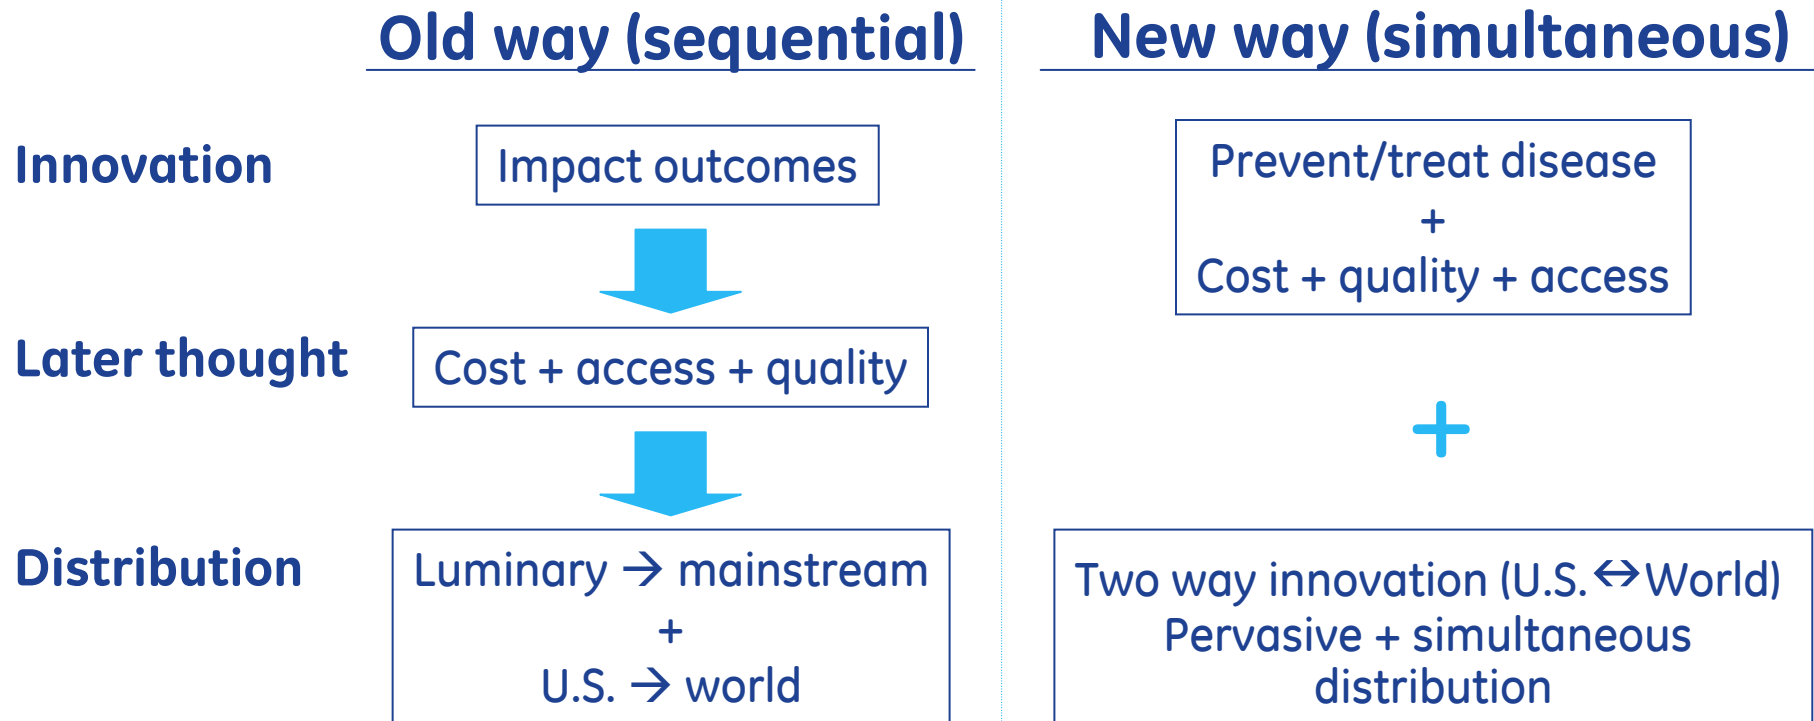 Old way (sequential)
New way (simultaneous)
Innovation
Impact outcomes
Prevent/treat disease
+
Cost + quality + access
Later thought
Cost + access + quality
+
Distribution
Luminary → mainstream
+
U.S. → world
Two way innovation (U.S. ↔ World)
Pervasive + simultaneous
distribution